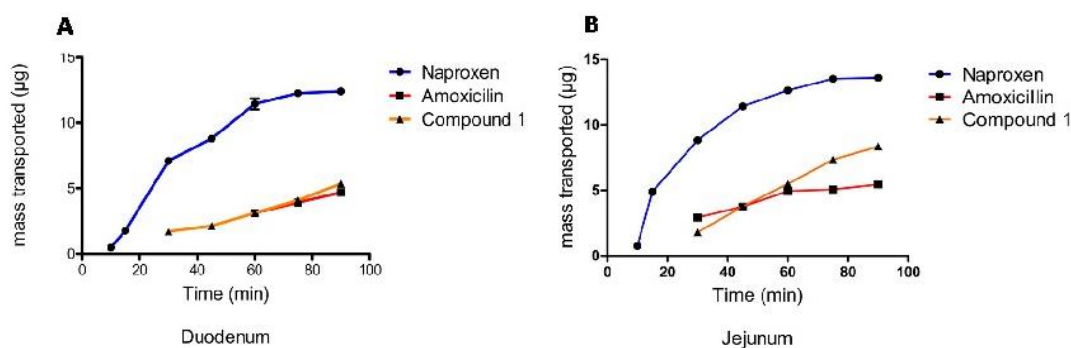 A
mass transported (µg)
15
10
5
0
0 20 40 60 80 100
Time (min)
Naproxen
Amoxicilin
Compound 1
Duodenum
B
mass transported (µg)
15
10
5
0
0 20 40 60 80 100
Time (min)
Naproxen
Amoxicillin
Compound 1
Jejunum